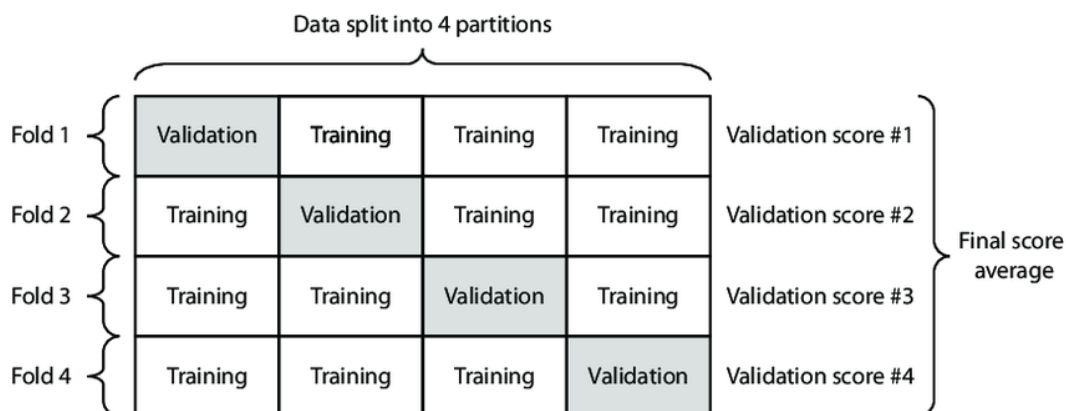 Data split into 4 partitions
Fold 1 Validation Training Training Training Validation score #1
Fold 2 Training Validation Training Training Validation score #2
Final score
average
Fold 3 Training Training Validation Training Validation score #3
Fold 4 Training Training Training Validation Validation score #4